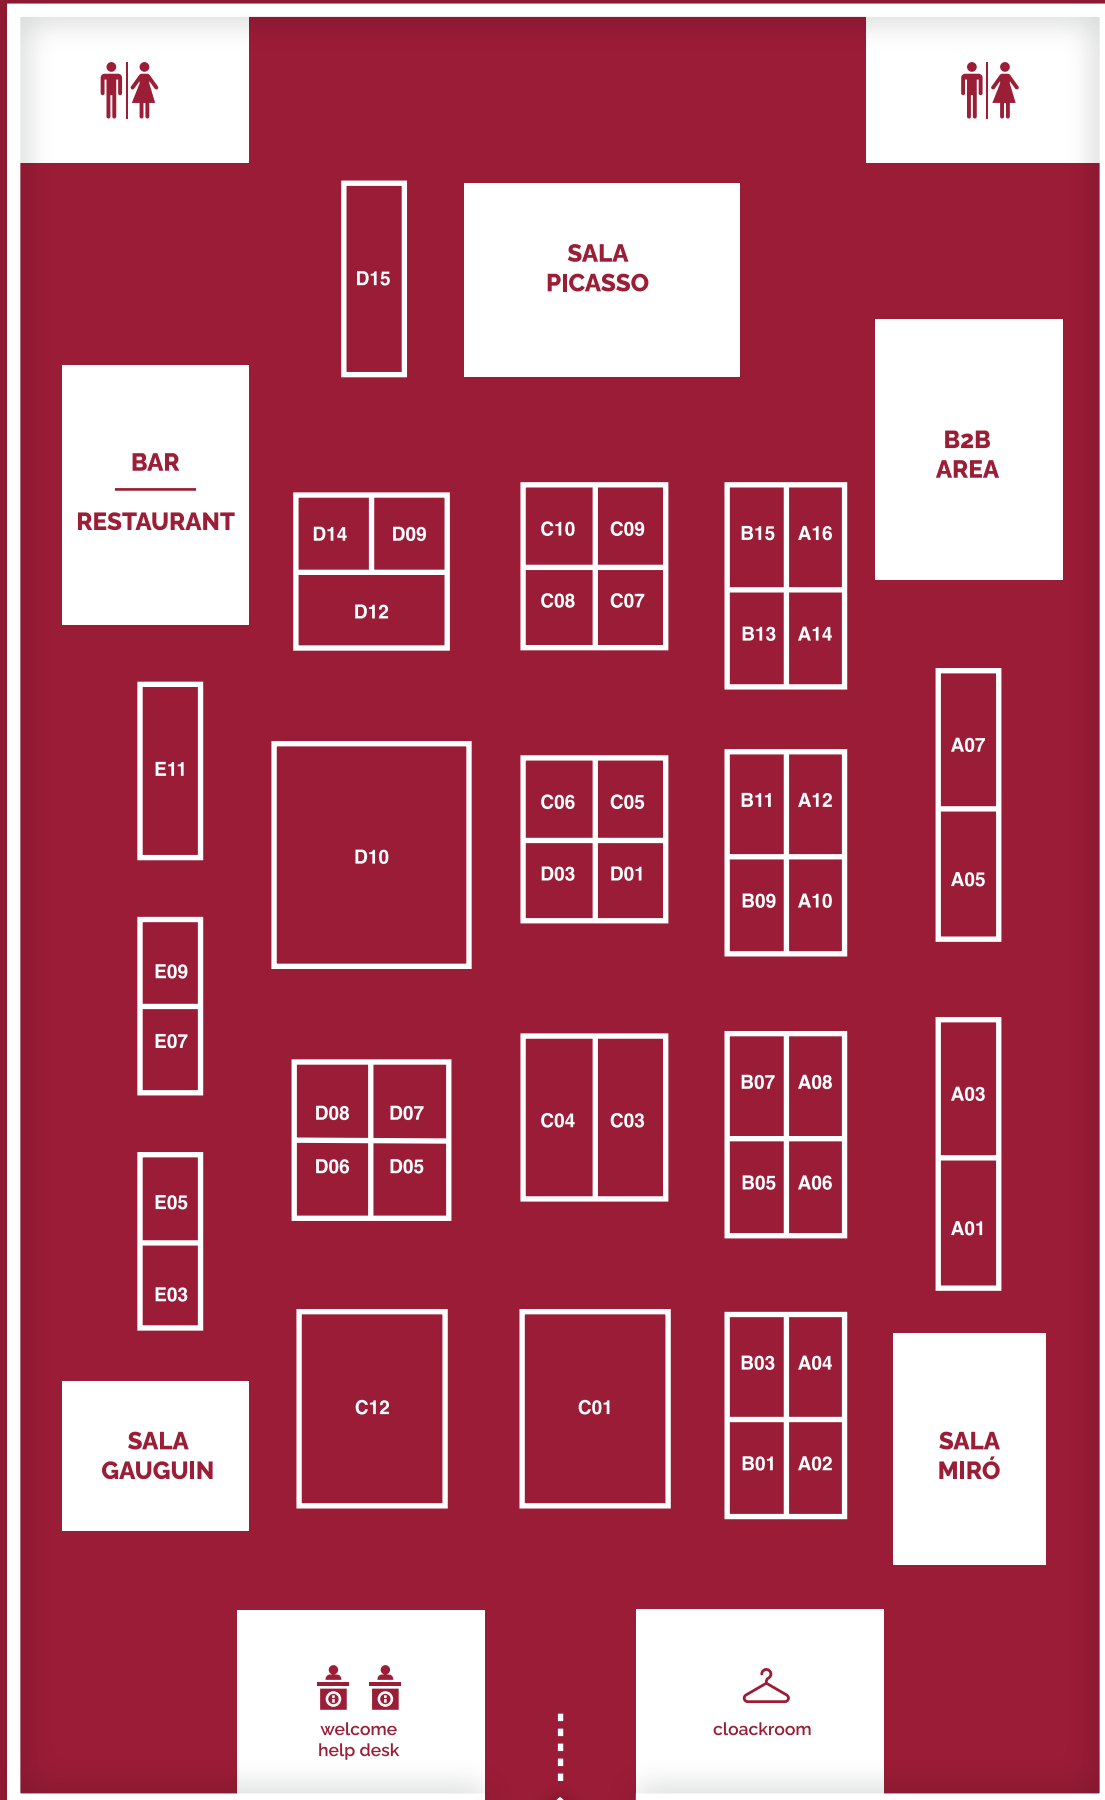 SALA
PICASSO
D15
B2B
AREA
BAR
RESTAURANT
D14 D09
D12
C10 C09
C08 C07
B15 A16
B13 A14
E11
D10
C06 C05
D03 D01
B11 A12
B09 A10
A07
A05
E09
E07
D08 D07
D06 D05
C04 C03
B07 A08
B05 A06
A03
A01
E05
E03
C12
C01
B03 A04
B01 A02
SALA
GAUGUIN
SALA
MIRÓ
welcome
help desk
cloackroom